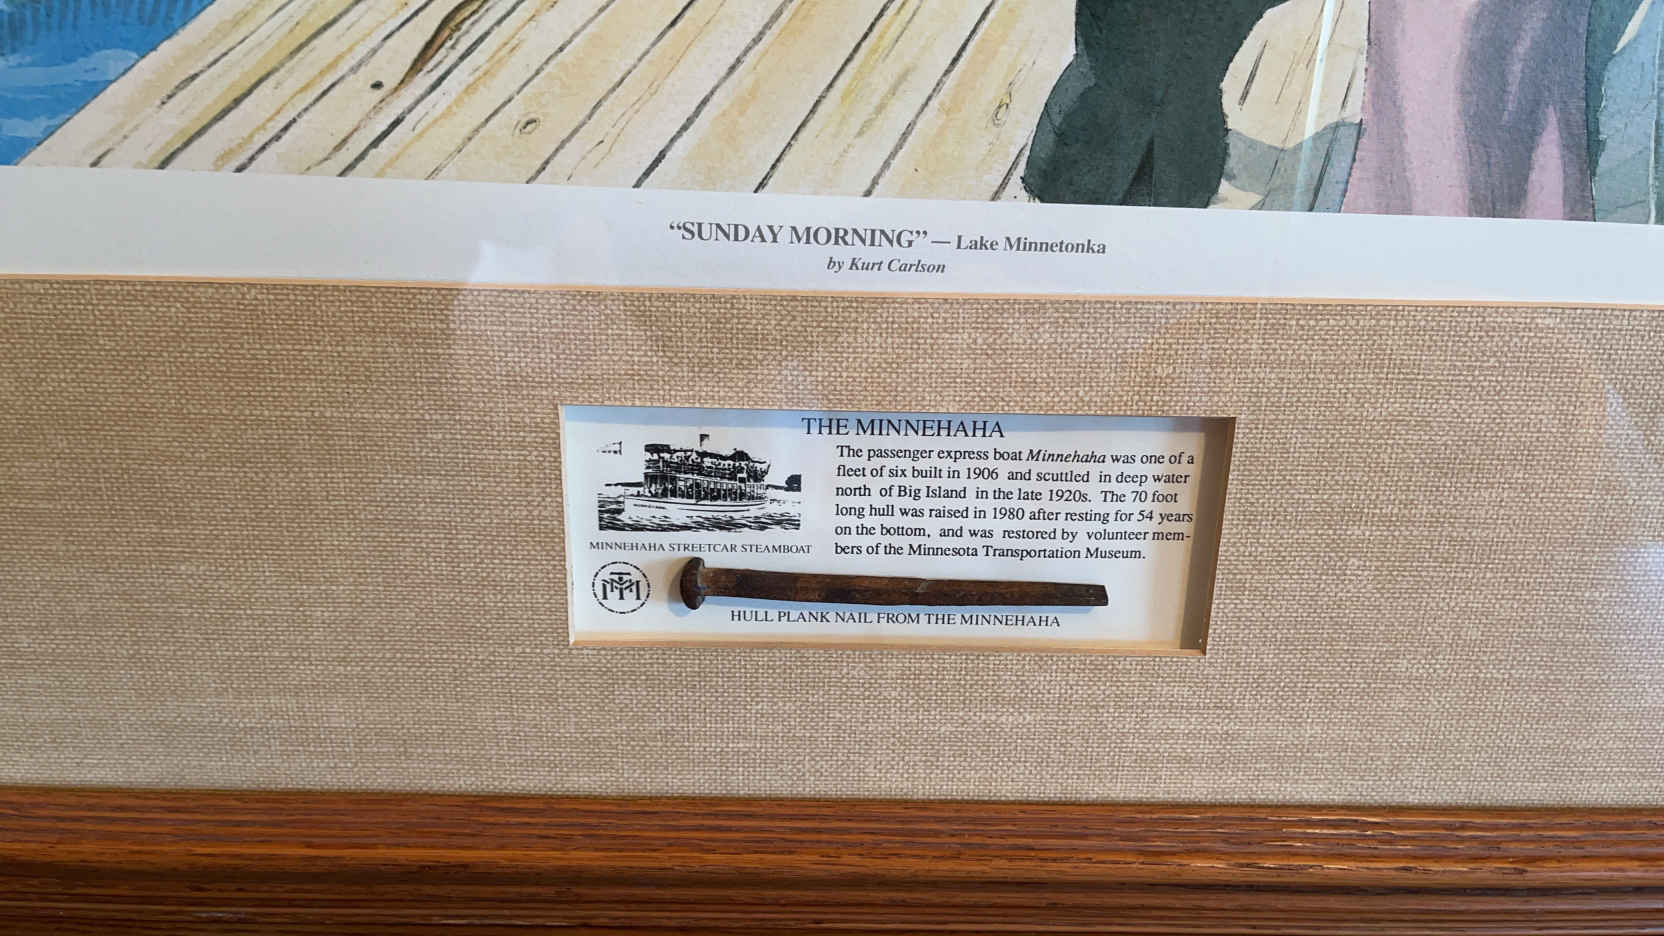 “SUNDAY MORNING” — Lake Minnetonka
by Kurt Carlson
THE MINNEHAHA
The passenger express boat Minnehaha was one of a
fleet of six built in 1906 and scuttled in deep water
north of Big Island in the late 1920s. The 70 foot
long hull was raised in 1980 after resting for 54 years
on the bottom, and was restored by volunteer mem-
bers of the Minnesota Transportation Museum.
MINNEHAHA STREETCAR STEAMBOAT
HULL PLANK NAIL FROM THE MINNEHAHA